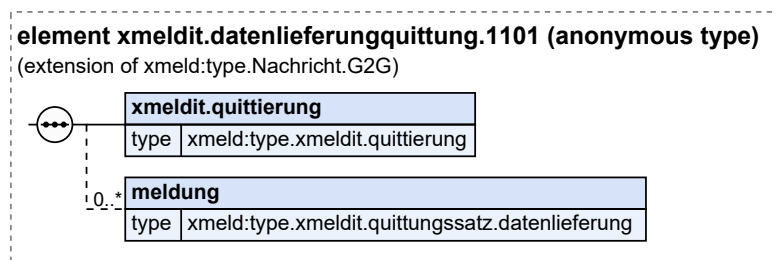 element xmeldit.datenlieferungquittung.1101 (anonymous type)
(extension of xmeld:type.Nachricht.G2G)
xmeldit.quittierung
type xmeld:type.xmeldit.quittierung
0..* meldung
type xmeld:type.xmeldit.quittungssatz.datenlieferung